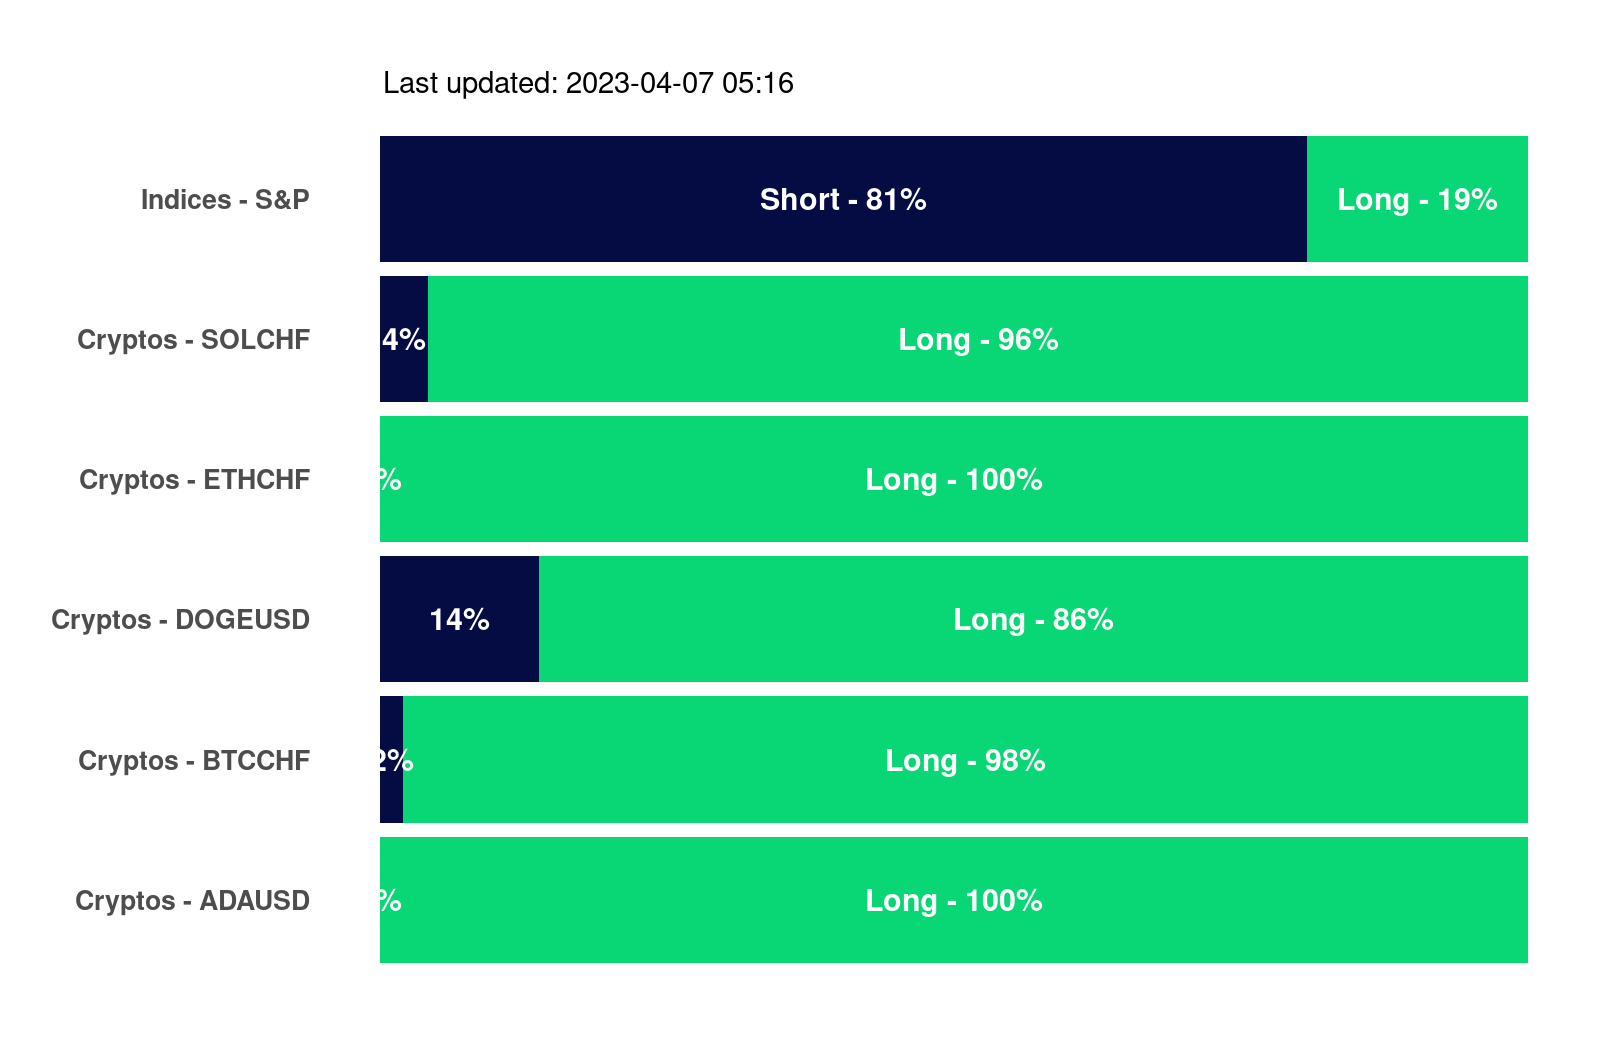 Last updated: 2023-04-07 05:16
Indices - S&P Short - 81% Long - 19%
Cryptos - SOLCHF 4% Long - 96%
Cryptos - ETHCHF % Long - 100%
Cryptos - DOGEUSD 14% Long - 86%
Cryptos - BTCCHF 2% Long - 98%
Cryptos - ADAUSD % Long - 100%